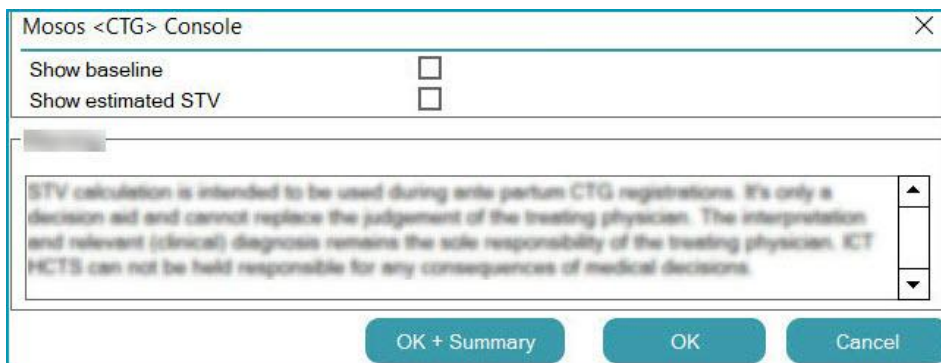 Mosos <CTG> Console
Show baseline
Show estimated STV
STV calculation is intended to be used during ante partum CTG registrations. It's only a
decision aid and cannot replace the judgement of the treating physician. The interpretation
and relevant (clinical) diagnosis remains the sole responsibility of the treating physician. ICT
HCTS can not be held responsible for any consequences of medical decisions.
OK + Summary
OK
Cancel